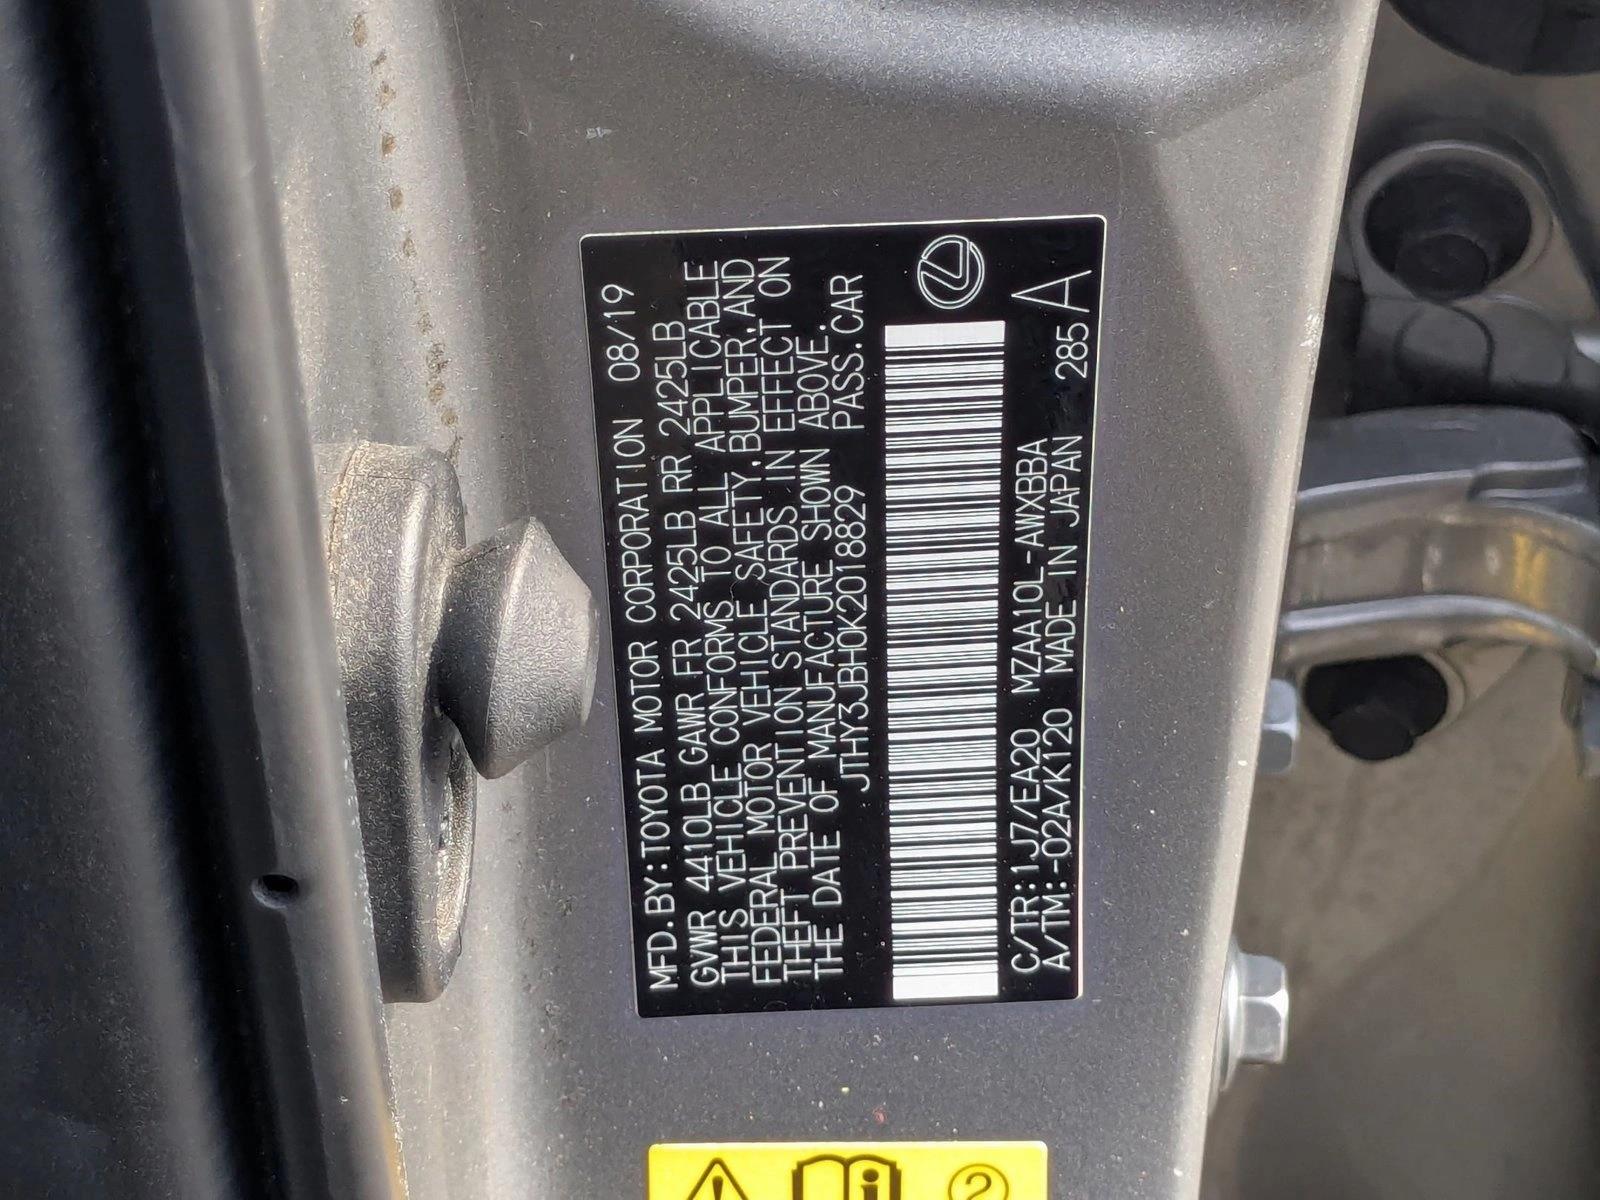 MFD.BY:TOYOTA MOTOR CORPORATION 08/19
GVWR 4410LB GAWR FR 2425LB RR 2425LB
THIS VEHICLE CONFORMS TO ALL APPLICABLE
FEDERAL MOTOR VEHICLE SAFETY,BUMPER,AND
THEFT PREVENTION STANDARDS IN EFFECT ON
THE DATE OF MANUFACTURE SHOWN ABOVE.
JTHY3JBH0K2018829 PASS.CAR
C/TR:1J7/EA20 MZAA10L-AWXBBA
A/TM:-02A/K120 MADE IN JAPAN 285 A